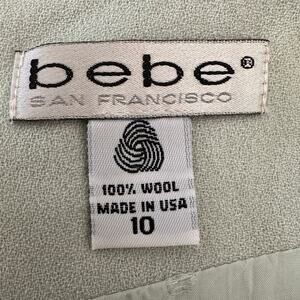 bebe®
SAN FRANCISCO
100% WOOL
MADE IN USA
10